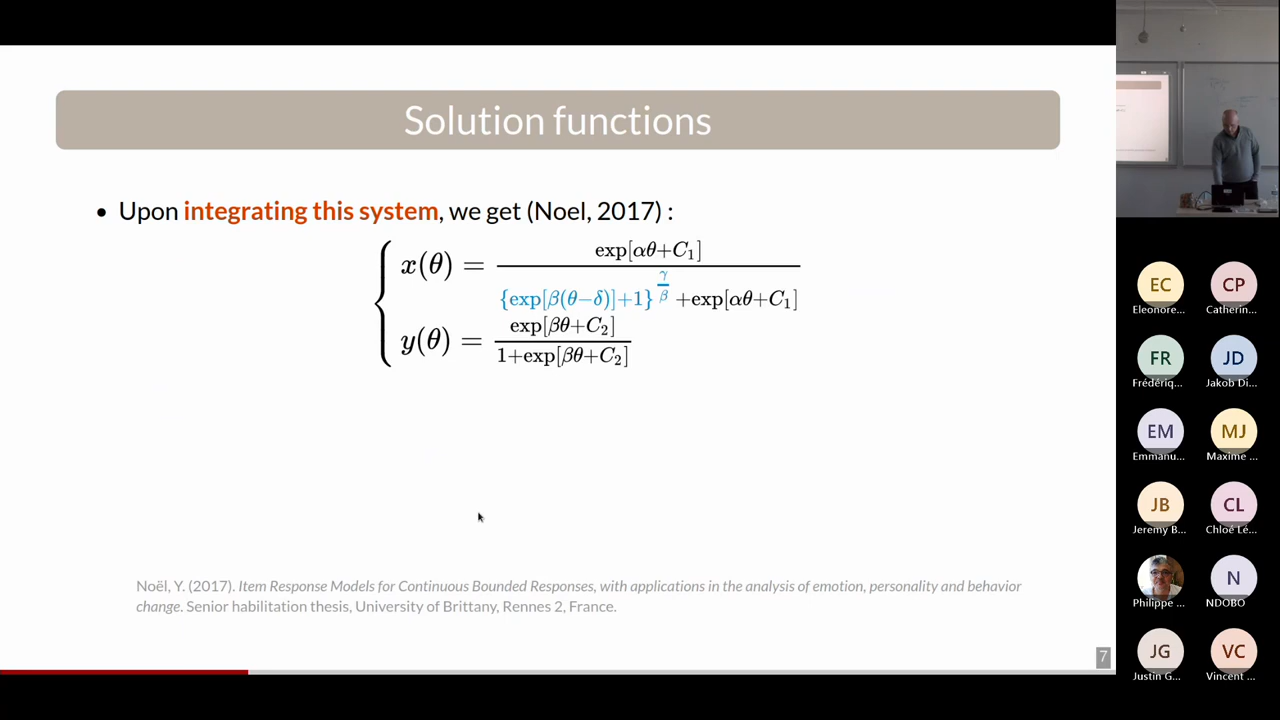 Solution functions
• Upon integrating this system, we get (Noel, 2017) :
x(θ) = exp[αθ+C₁] / {exp[β(θ−δ)]+1}^(γ/β) +exp[αθ+C₁]
y(θ) = exp[βθ+C₂] / 1+exp[βθ+C₂]
Noël, Y. (2017). Item Response Models for Continuous Bounded Responses, with applications in the analysis of emotion, personality and behavior
change. Senior habilitation thesis, University of Brittany, Rennes 2, France.
7
EC CP
Eleonore... Catherin...
FR JD
Frédériq... Jakob Di...
EM MJ
Emmanu... Maxime ...
JB CL
Jeremy B... Chloé Lé...
N
Philippe ... NDOBO
JG VC
Justin G... Vincent ...